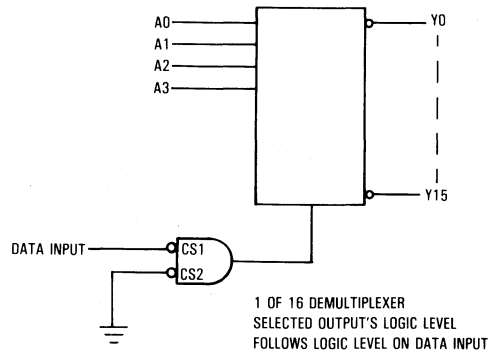 A0
A1
A2
A3
Y0
Y15
DATA INPUT
CS1
CS2
1 OF 16 DEMULTIPLEXER
SELECTED OUTPUT'S LOGIC LEVEL
FOLLOWS LOGIC LEVEL ON DATA INPUT